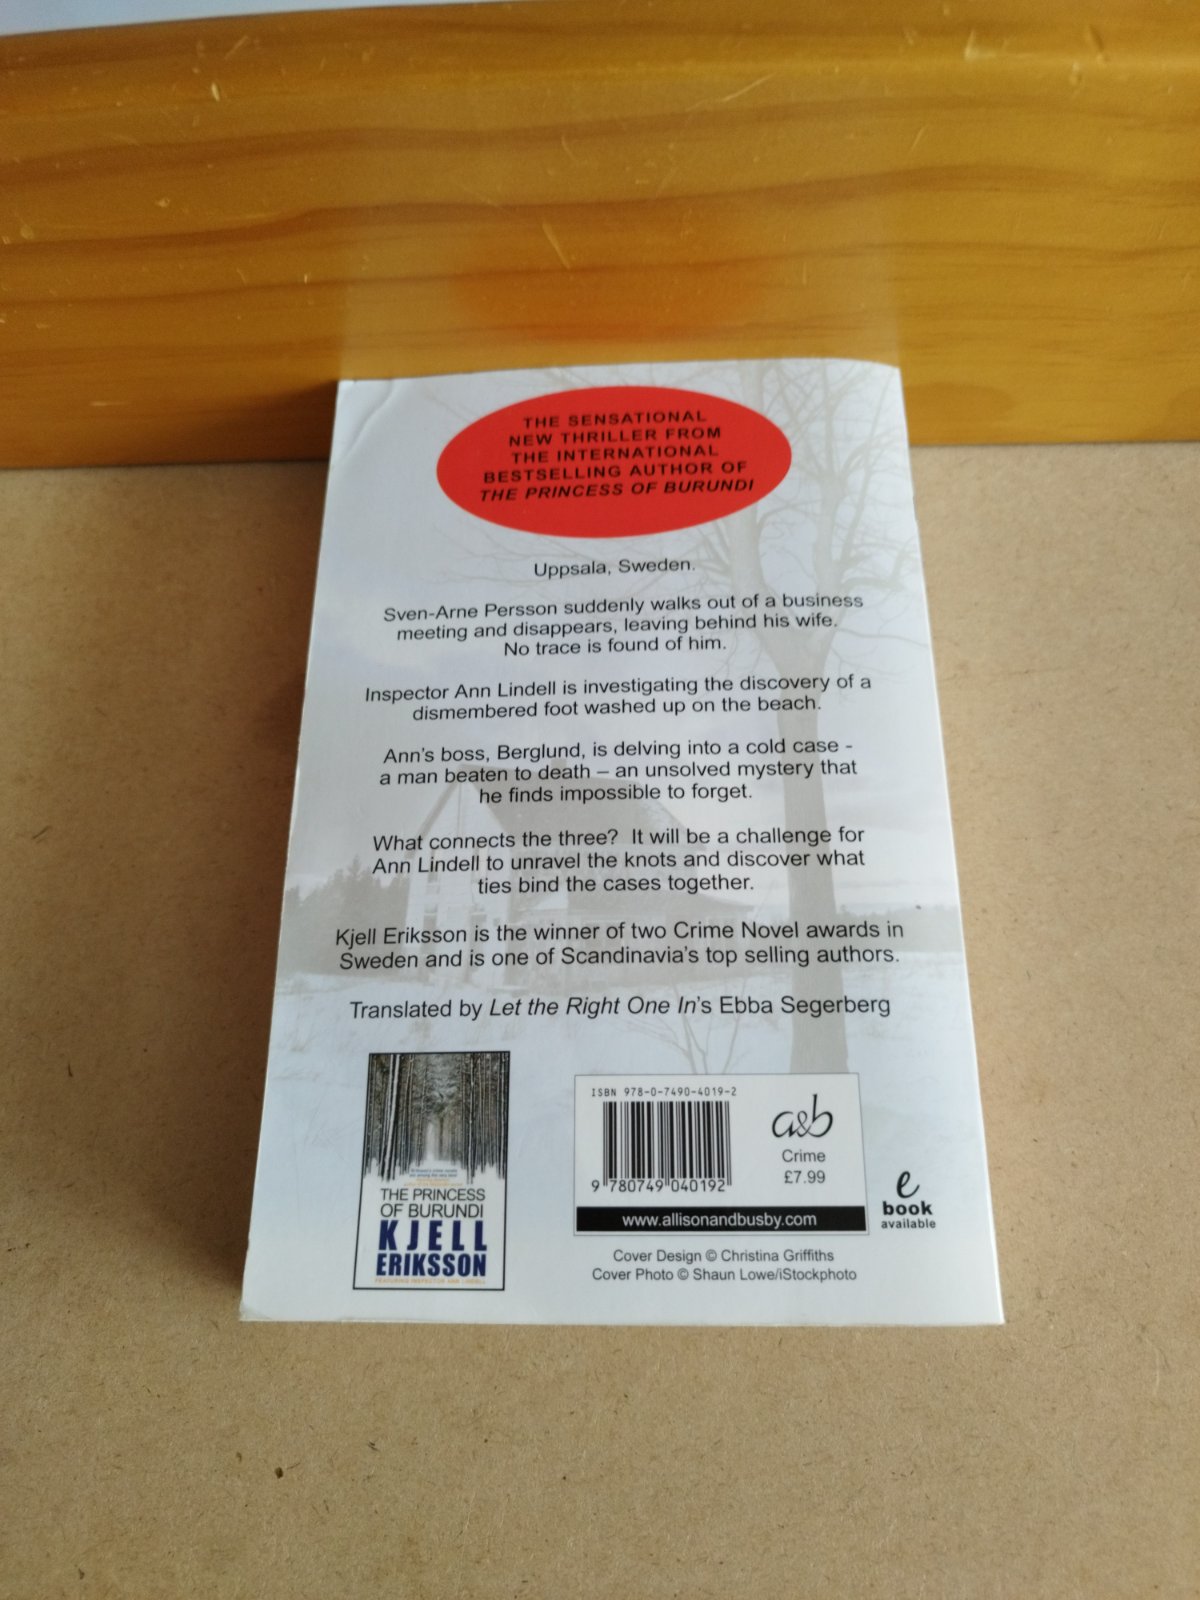 THE SENSATIONAL
NEW THRILLER FROM
THE INTERNATIONAL
BESTSELLING AUTHOR OF
THE PRINCESS OF BURUNDI
Uppsala, Sweden.
Sven-Arne Persson suddenly walks out of a business
meeting and disappears, leaving behind his wife.
No trace is found of him.
Inspector Ann Lindell is investigating the discovery of a
dismembered foot washed up on the beach.
Ann's boss, Berglund, is delving into a cold case -
a man beaten to death – an unsolved mystery that
he finds impossible to forget.
What connects the three?  It will be a challenge for
Ann Lindell to unravel the knots and discover what
ties bind the cases together.
Kjell Eriksson is the winner of two Crime Novel awards in
Sweden and is one of Scandinavia's top selling authors.
Translated by Let the Right One In's Ebba Segerberg
THE PRINCESS
OF BURUNDI
KJELL
ERIKSSON
FEATURING INSPECTOR ANN LINDELL
ISBN 978-0-7490-4019-2
9 780749 040192
a&b
Crime
£7.99
www.allisonandbusby.com
e
book
available
Cover Design © Christina Griffiths
Cover Photo © Shaun Lowe/iStockphoto